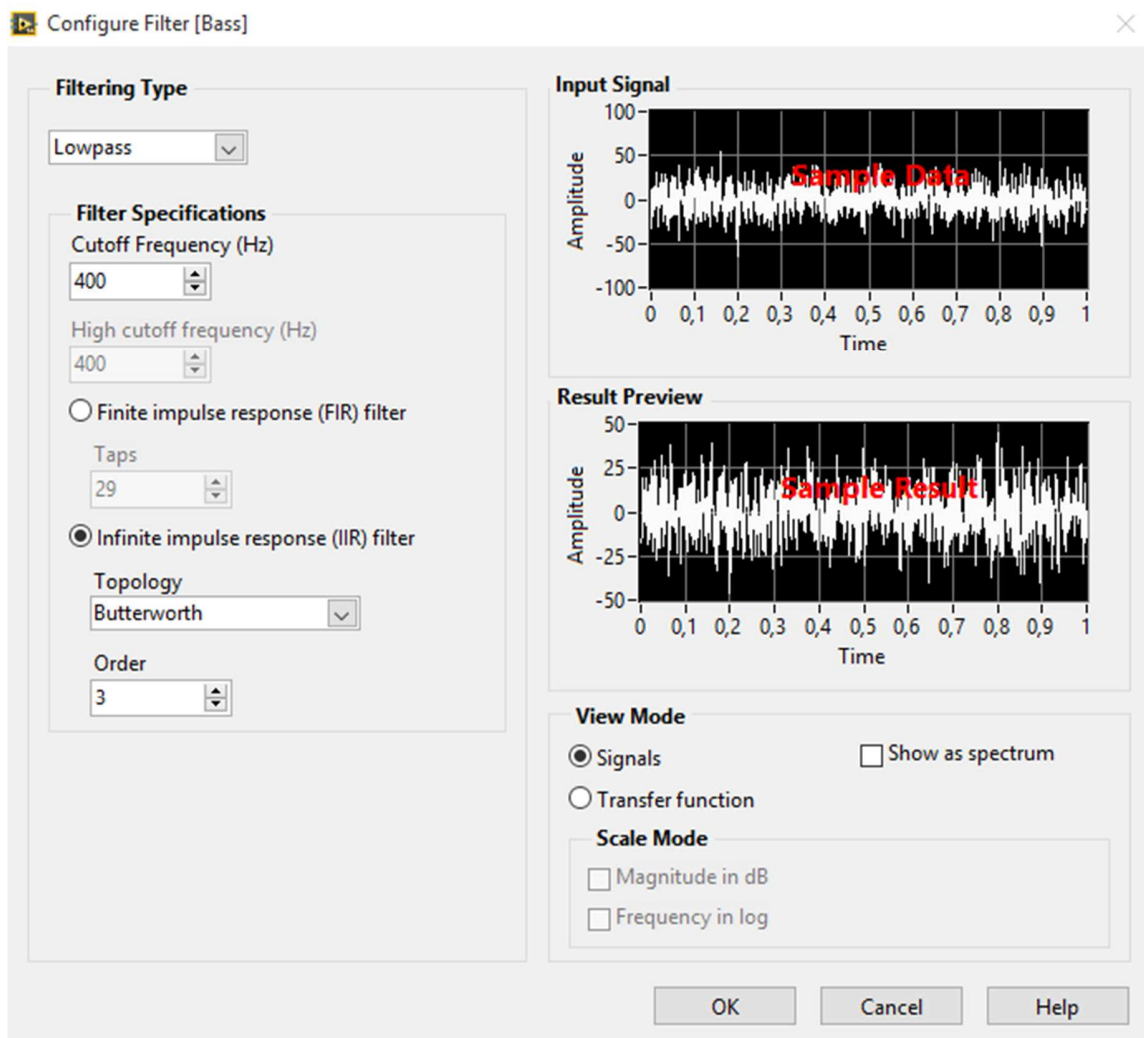 Configure Filter [Bass]
Filtering Type
Lowpass
Filter Specifications
Cutoff Frequency (Hz)
400
High cutoff frequency (Hz)
400
Finite impulse response (FIR) filter
Taps
29
Infinite impulse response (IIR) filter
Topology
Butterworth
Order
3
Input Signal
100
50
0
-50
-100
Amplitude
Sample Data
0 0,1 0,2 0,3 0,4 0,5 0,6 0,7 0,8 0,9 1
Time
Result Preview
50
25
0
-25
-50
Amplitude
Sample Result
0 0,1 0,2 0,3 0,4 0,5 0,6 0,7 0,8 0,9 1
Time
View Mode
Signals
Show as spectrum
Transfer function
Scale Mode
Magnitude in dB
Frequency in log
OK Cancel Help